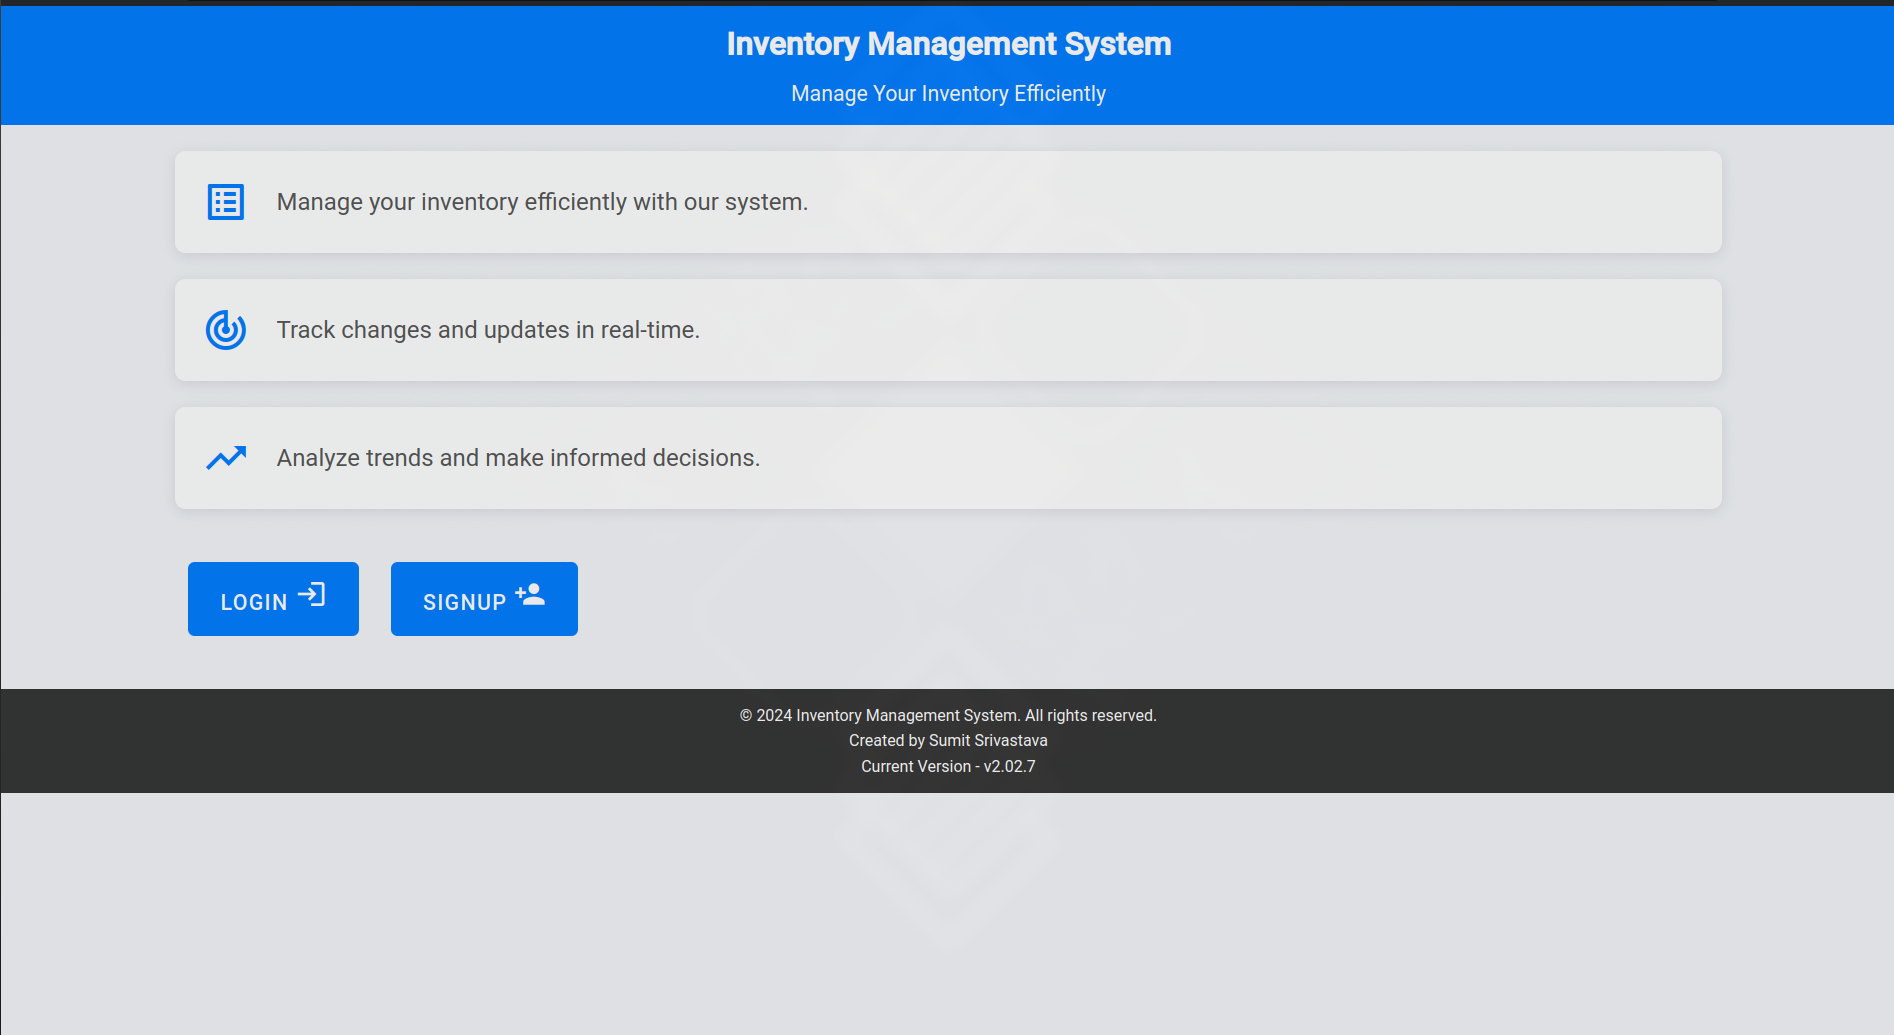 Inventory Management System
Manage Your Inventory Efficiently
Manage your inventory efficiently with our system.
Track changes and updates in real-time.
Analyze trends and make informed decisions.
LOGIN
SIGNUP
© 2024 Inventory Management System. All rights reserved.
Created by Sumit Srivastava
Current Version - v2.02.7